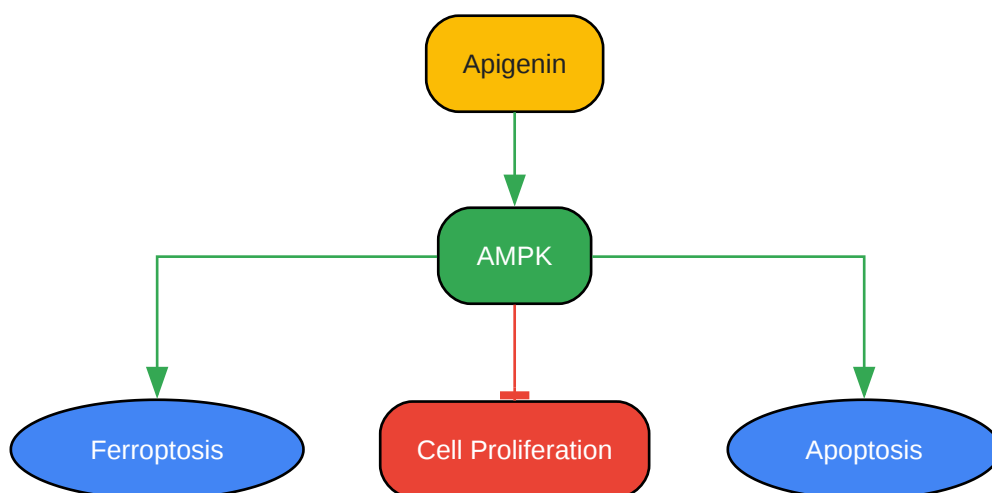 Apigenin
AMPK
Ferroptosis
Cell Proliferation
Apoptosis